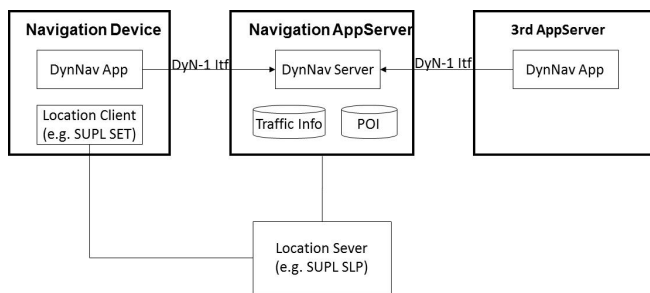 Navigation Device
Navigation AppServer
3rd AppServer
DynNav App
DyN-1 Itf
DynNav Server
DyN-1 Itf
DynNav App
Location Client
(e.g. SUPL SET)
Traffic Info
POI
Location Sever
(e.g. SUPL SLP)